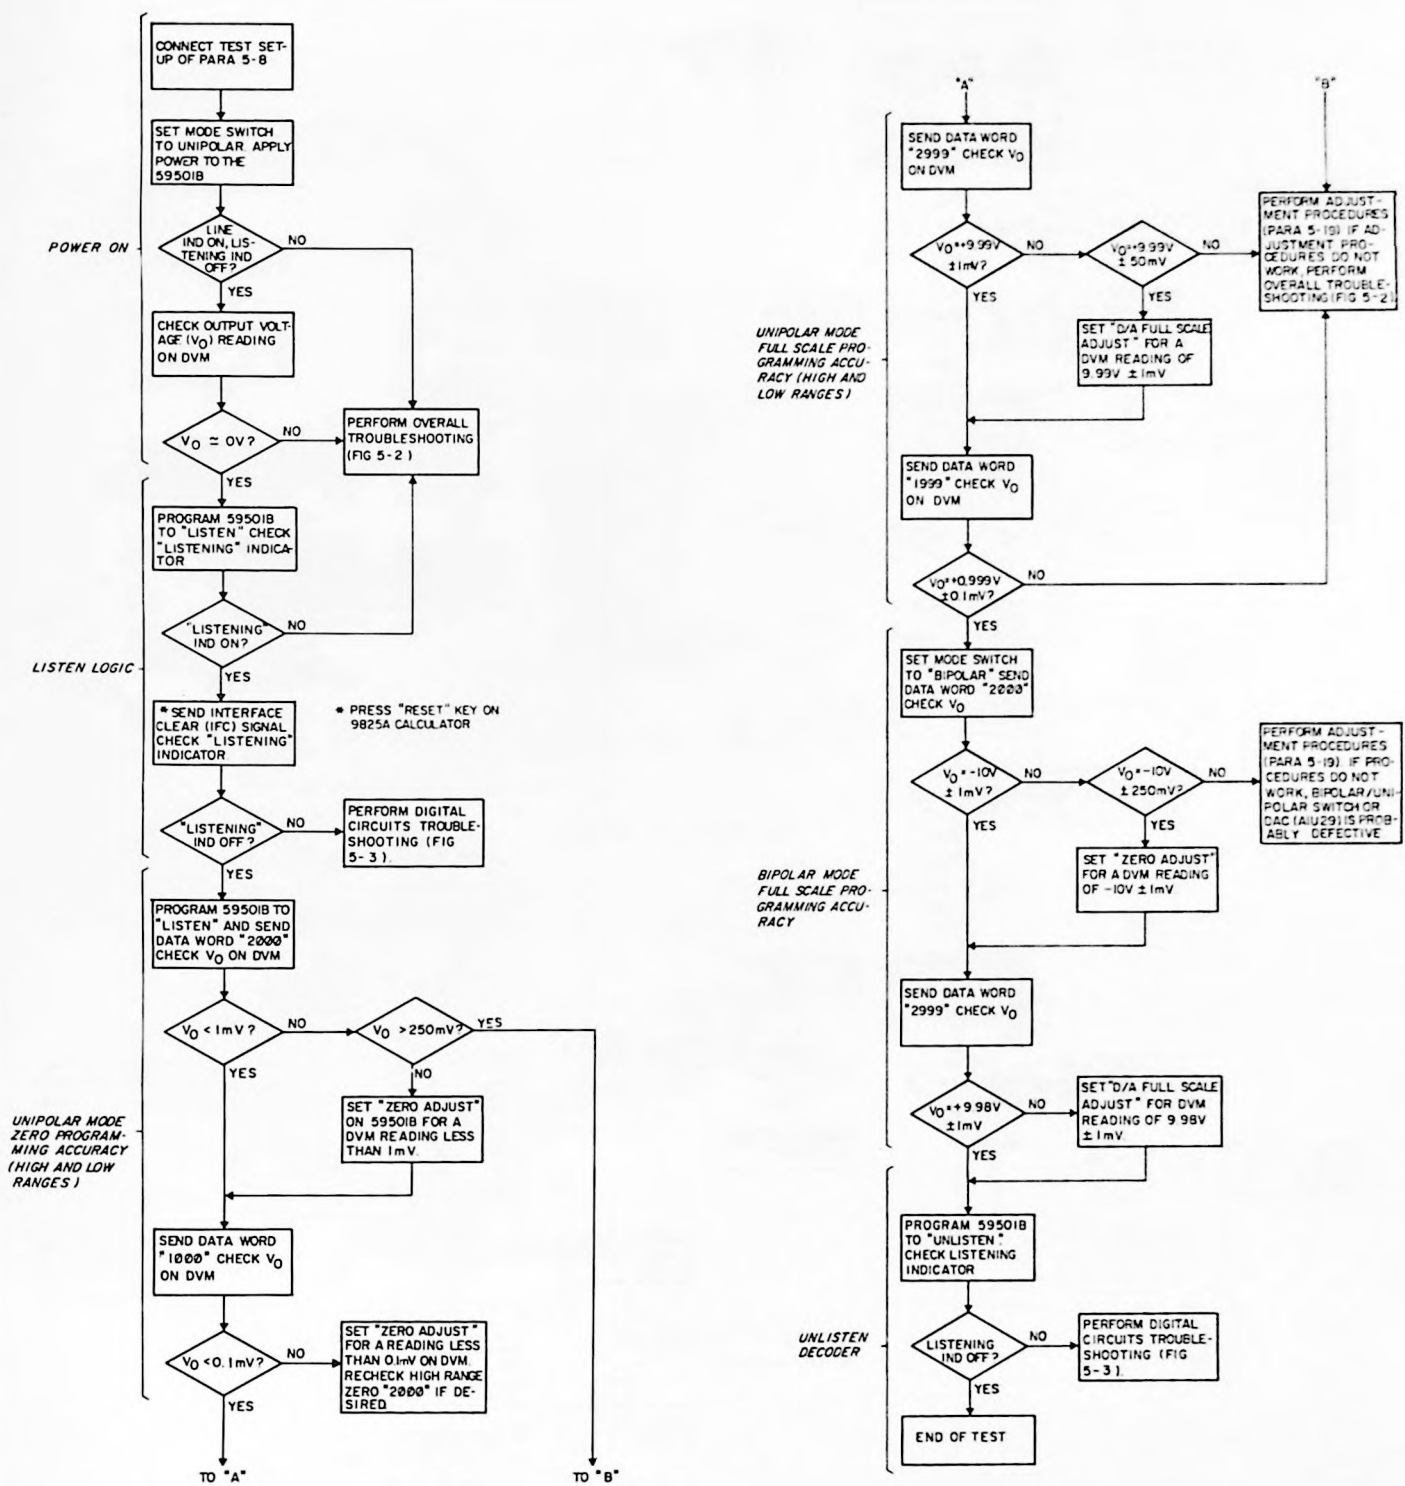 POWER ON
CONNECT TEST SET-
UP OF PARA 5-8
SET MODE SWITCH
TO UNIPOLAR. APPLY
POWER TO THE
59501B
LINE
IND ON, LIS-
TENING IND
OFF?
NO
YES
CHECK OUTPUT VOLT-
AGE (VO) READING
ON DVM
VO ≃ 0V?
NO
PERFORM OVERALL
TROUBLESHOOTING
(FIG 5-2)
YES
LISTEN LOGIC
PROGRAM 59501B
TO "LISTEN" CHECK
"LISTENING" INDICA-
TOR
"LISTENING"
IND ON?
NO
YES
* SEND INTERFACE
CLEAR (IFC) SIGNAL
CHECK "LISTENING"
INDICATOR
* PRESS "RESET" KEY ON
9825A CALCULATOR
"LISTENING"
IND OFF?
NO
PERFORM DIGITAL
CIRCUITS TROUBLE-
SHOOTING (FIG
5-3).
YES
UNIPOLAR MODE
ZERO PROGRAM-
MING ACCURACY
(HIGH AND LOW
RANGES)
PROGRAM 59501B TO
"LISTEN" AND SEND
DATA WORD "2000"
CHECK VO ON DVM
VO < 1mV?
NO
VO > 250mV?
YES
YES
NO
SET "ZERO ADJUST"
ON 59501B FOR A
DVM READING LESS
THAN 1mV.
SEND DATA WORD
"1000" CHECK VO
ON DVM
VO < 0.1mV?
NO
SET "ZERO ADJUST"
FOR A READING LESS
THAN 0.1mV ON DVM.
RECHECK HIGH RANGE
ZERO "2000" IF DE-
SIRED
YES
TO "A"
TO "B"
"A"
"B"
UNIPOLAR MODE
FULL SCALE PRO-
GRAMMING ACCU-
RACY (HIGH AND
LOW RANGES)
SEND DATA WORD
"2999" CHECK VO
ON DVM
VO=+9.99V
±1mV?
NO
VO=+9.99V
±50mV?
NO
PERFORM ADJUST-
MENT PROCEDURES
(PARA 5-19) IF AD-
JUSTMENT PRO-
CEDURES DO NOT
WORK, PERFORM
OVERALL TROUBLE-
SHOOTING (FIG 5-2)
YES
YES
SET "D/A FULL SCALE
ADJUST" FOR A
DVM READING OF
9.99V ±1mV
SEND DATA WORD
"1999" CHECK VO
ON DVM
VO=+0.999V
±0.1mV?
NO
YES
BIPOLAR MODE
FULL SCALE PRO-
GRAMMING ACCU-
RACY
SET MODE SWITCH
TO "BIPOLAR" SEND
DATA WORD "2000"
CHECK VO
VO=-10V
±1mV?
NO
VO=-10V
±250mV?
NO
PERFORM ADJUST-
MENT PROCEDURES
(PARA 5-19). IF PRO-
CEDURES DO NOT
WORK, BIPOLAR/UNI-
POLAR SWITCH OR
DAC (A1U29) IS PROB-
ABLY DEFECTIVE
YES
YES
SET "ZERO ADJUST"
FOR A DVM READING
OF -10V ±1mV.
SEND DATA WORD
"2999" CHECK VO
VO=+9.98V
±1mV
NO
SET "D/A FULL SCALE
ADJUST" FOR DVM
READING OF 9.98V
±1mV.
YES
UNLISTEN
DECODER
PROGRAM 59501B
TO "UNLISTEN".
CHECK LISTENING
INDICATOR
LISTENING
IND OFF?
NO
PERFORM DIGITAL
CIRCUITS TROUBLE-
SHOOTING (FIG
5-3).
YES
END OF TEST